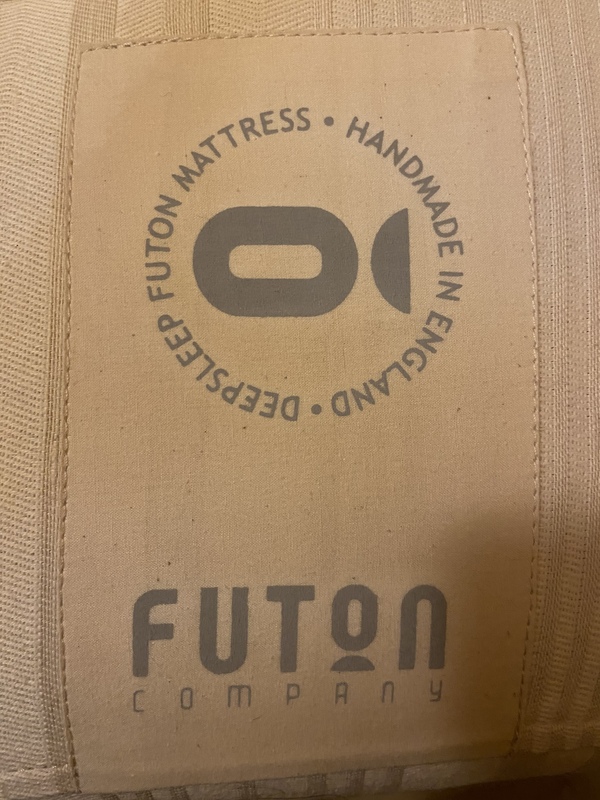 DEEPSLEEP FUTON MATTRESS • HANDMADE IN ENGLAND •
FUTON
COMPANY